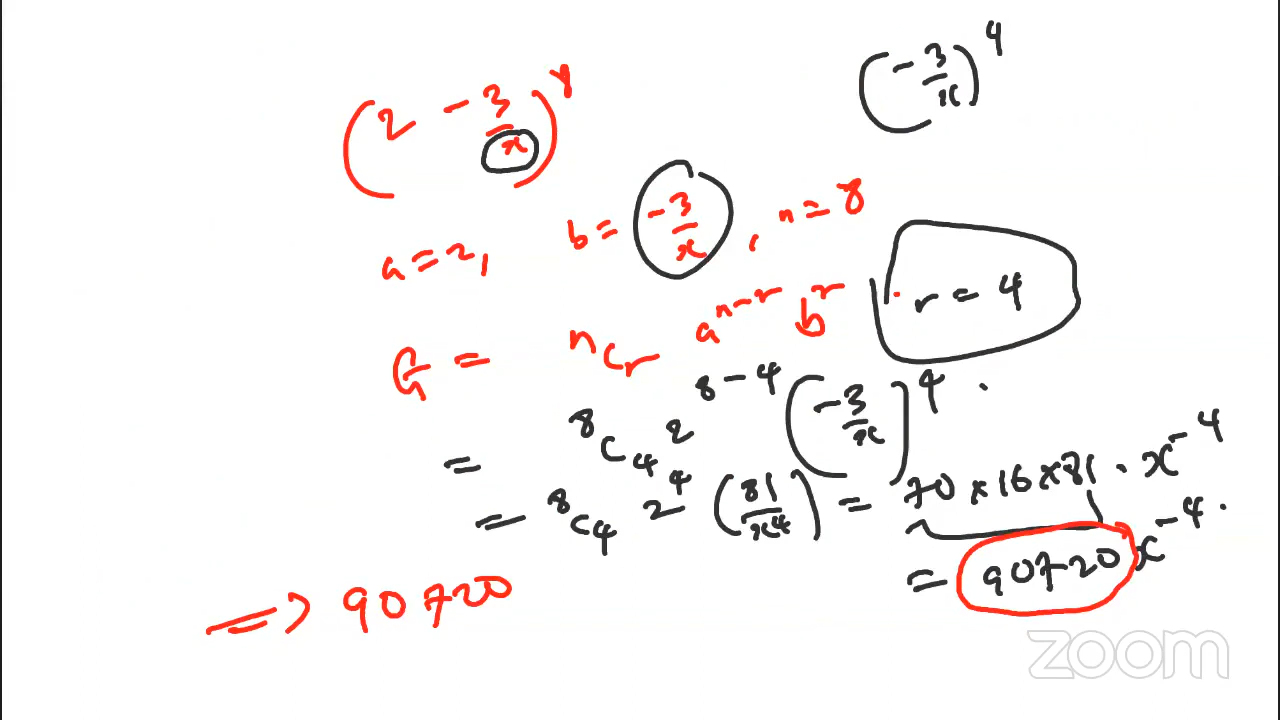 (-3/x)^4
(2 - 3/x)^8
a = 2, b = -3/x, n = 8
r = 4
G = nCr a^(n-r) b^r
= 8C4 2^(8-4) (-3/x)^4 .
= 8C4 2^4 (81/x^4) = 70 × 16 × 81 . x^-4
= 90720 x^-4 .
=> 90720
zoom